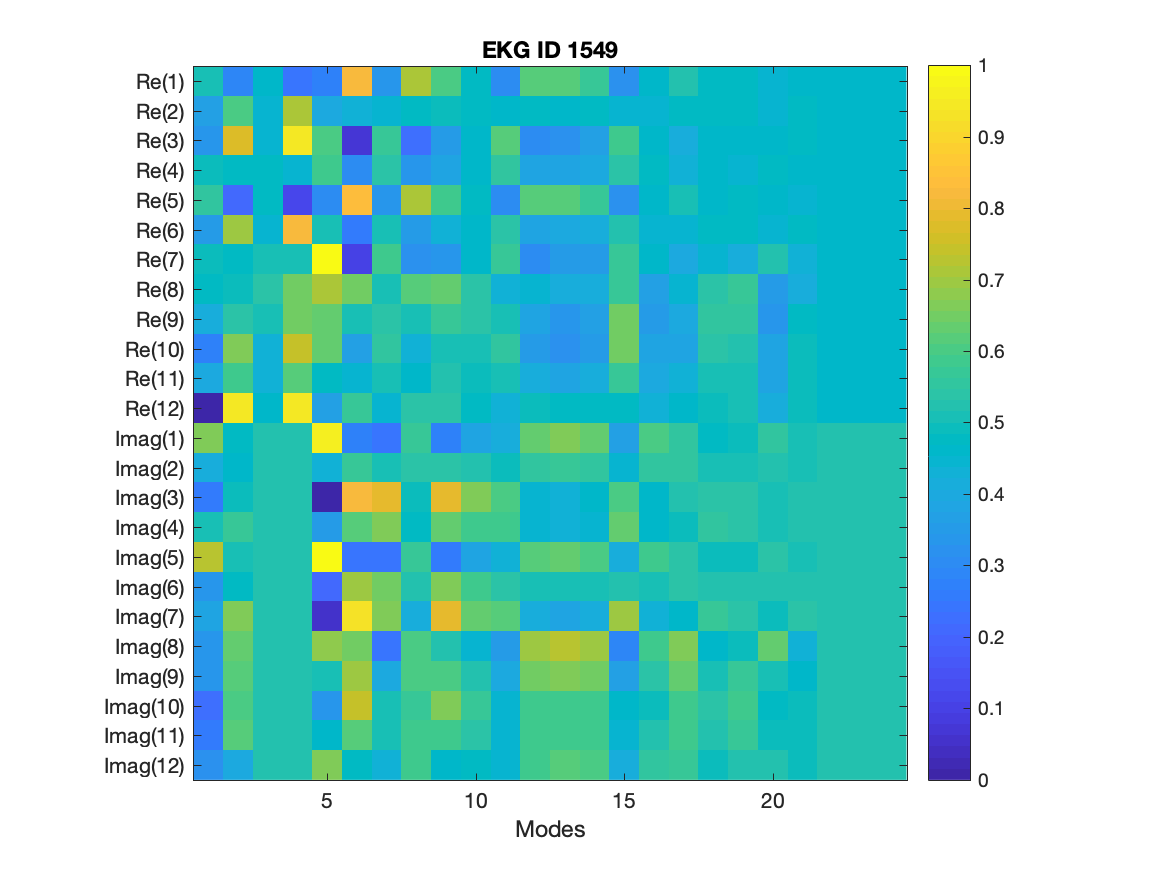 EKG ID 1549
Re(1)
Re(2)
Re(3)
Re(4)
Re(5)
Re(6)
Re(7)
Re(8)
Re(9)
Re(10)
Re(11)
Re(12)
Imag(1)
Imag(2)
Imag(3)
Imag(4)
Imag(5)
Imag(6)
Imag(7)
Imag(8)
Imag(9)
Imag(10)
Imag(11)
Imag(12)
5 10 15 20
Modes
1
0.9
0.8
0.7
0.6
0.5
0.4
0.3
0.2
0.1
0